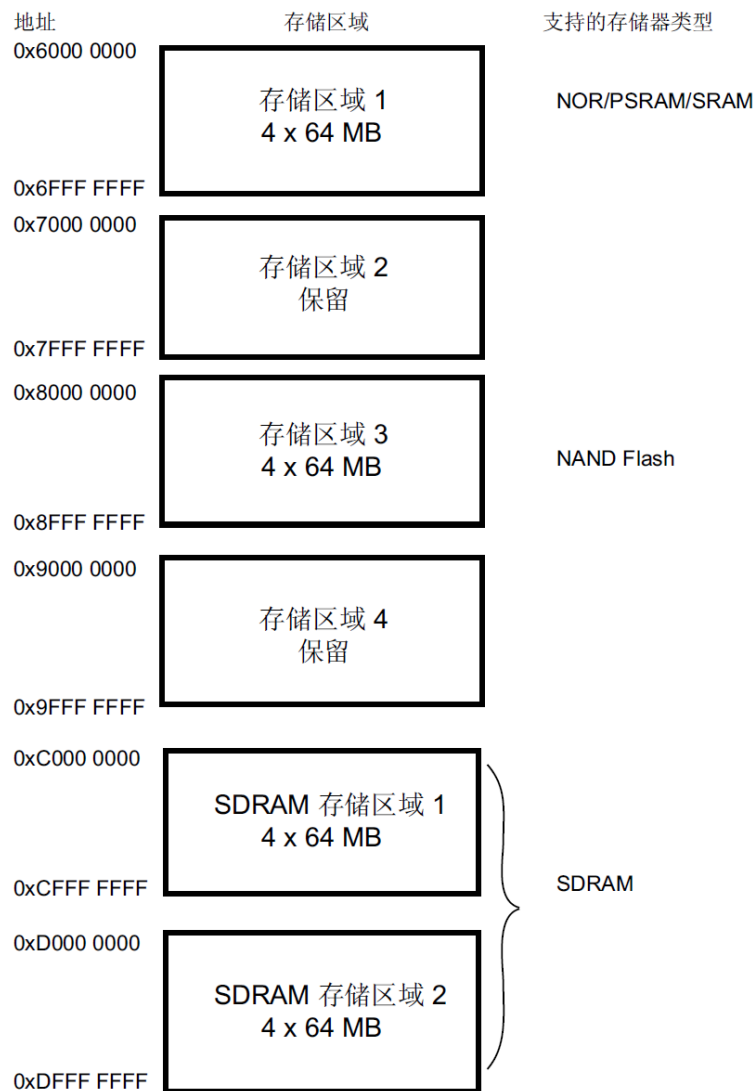 地址 存储区域 支持的存储器类型
0x6000 0000
存储区域 1
4 x 64 MB
NOR/PSRAM/SRAM
0x6FFF FFFF
0x7000 0000
存储区域 2
保留
0x7FFF FFFF
0x8000 0000
存储区域 3
4 x 64 MB
NAND Flash
0x8FFF FFFF
0x9000 0000
存储区域 4
保留
0x9FFF FFFF
0xC000 0000
SDRAM 存储区域 1
4 x 64 MB
0xCFFF FFFF
SDRAM
0xD000 0000
SDRAM 存储区域 2
4 x 64 MB
0xDFFF FFFF